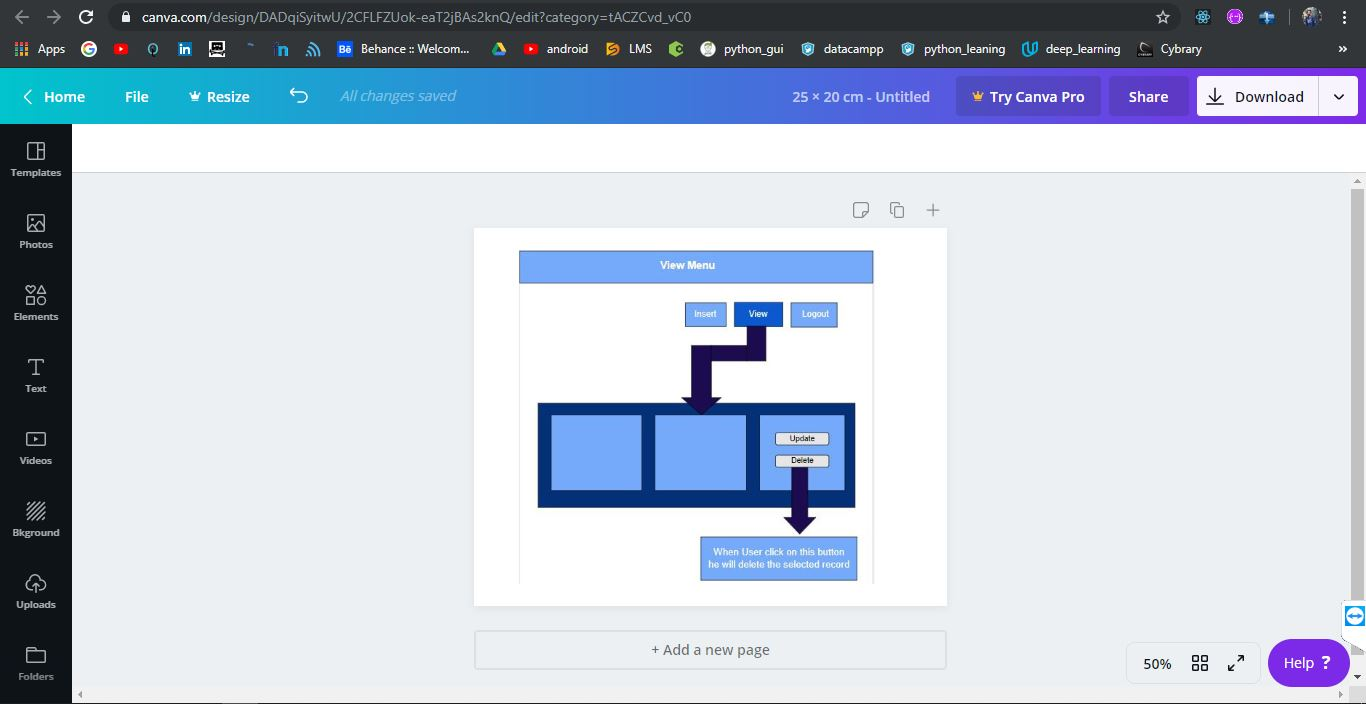 canva.com/design/DADqiSyitwU/2CFLFZUok-eaT2jBAs2knQ/edit?category=tACZCvd_vC0
Apps
Bē Behance :: Welcom...
android
LMS
python_gui
datacampp
python_leaning
deep_learning
Cybrary
»
Home
File
Resize
All changes saved
25 × 20 cm - Untitled
Try Canva Pro
Share
Download
Templates
Photos
Elements
Text
Videos
Bkground
Uploads
Folders
View Menu
Insert
View
Logout
Update
Delete
When User click on this button
he will delete the selected record
+ Add a new page
50%
Help ?